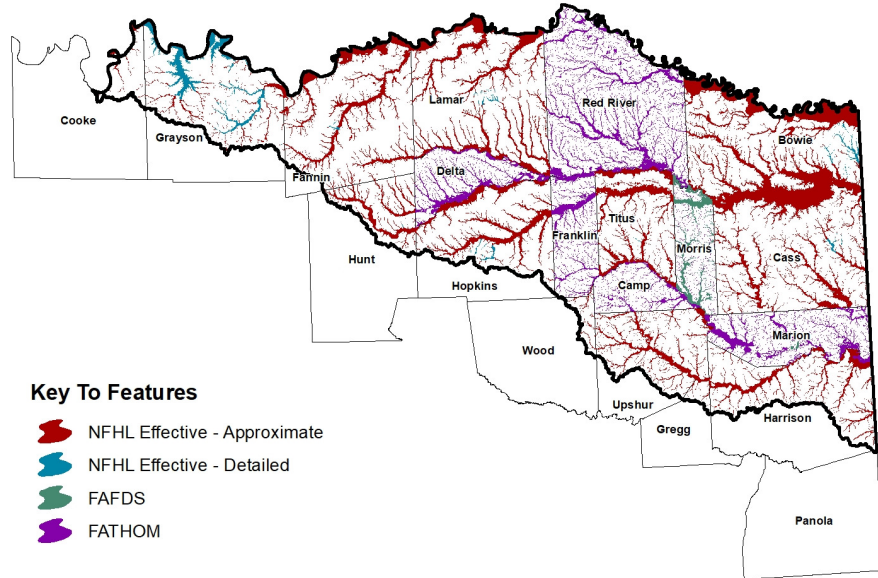 Lamar
Red River
Cooke
Grayson
Bowie
Fannin
Delta
Franklin
Titus
Morris
Hunt
Cass
Hopkins
Camp
Wood
Marion
Upshur
Gregg
Harrison
Panola
Key To Features
NFHL Effective - Approximate
NFHL Effective - Detailed
FAFDS
FATHOM